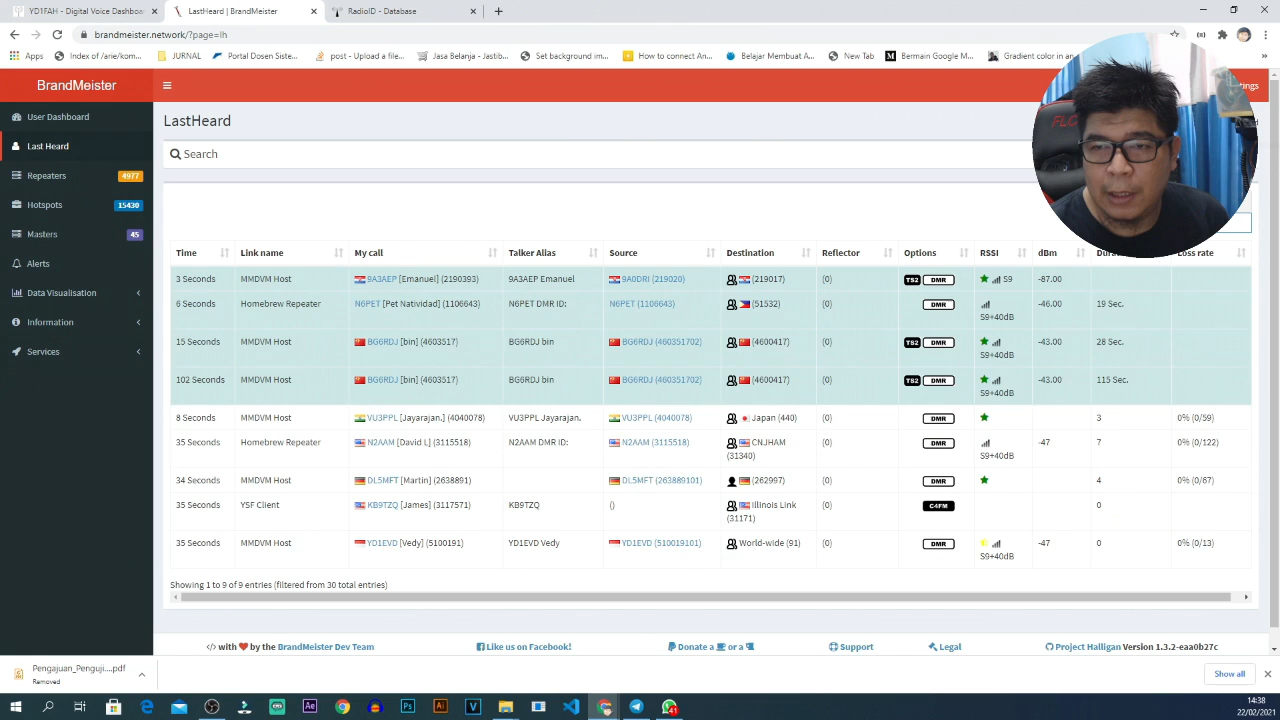 YD1FAH - Digital Voice Dashboa
LastHeard | BrandMeister
RadioID - Database
brandmeister.network/?page=lh
Apps
Index of /arie/kom...
JURNAL
Portal Dosen Siste...
post - Upload a file...
Jasa Belanja - Jastib...
Set background im...
How to connect An...
Belajar Membuat A...
New Tab
Bermain Google M...
Gradient color in an
BrandMeister
tings
User Dashboard
Last Heard
Repeaters 4977
Hotspots 15430
Masters 45
Alerts
Data Visualisation
Information
Services
LastHeard
Search
Time Link name My call Talker Alias Source Destination Reflector Options RSSI dBm Durat Loss rate
3 Seconds MMDVM Host 9A3AEP [Emanuel] (2190393) 9A3AEP Emanuel 9A0DRI (219020) (219017) (0) TS2 DMR S9 -87.00
6 Seconds Homebrew Repeater N6PET [Pet Natividad] (1106643) N6PET DMR ID: N6PET (1106643) (51532) (0) DMR S9+40dB -46.00 19 Sec.
15 Seconds MMDVM Host BG6RDJ [bin] (4603517) BG6RDJ bin BG6RDJ (460351702) (4600417) (0) TS2 DMR S9+40dB -43.00 28 Sec.
102 Seconds MMDVM Host BG6RDJ [bin] (4603517) BG6RDJ bin BG6RDJ (460351702) (4600417) (0) TS2 DMR S9+40dB -43.00 115 Sec.
8 Seconds MMDVM Host VU3PPL [Jayarajan.] (4040078) VU3PPL Jayarajan. VU3PPL (4040078) Japan (440) (0) DMR 3 0% (0/59)
35 Seconds Homebrew Repeater N2AAM [David L] (3115518) N2AAM DMR ID: N2AAM (3115518) CNJHAM (31340) (0) DMR S9+40dB -47 7 0% (0/122)
34 Seconds MMDVM Host DL5MFT [Martin] (2638891) DL5MFT (263889101) (262997) (0) DMR 4 0% (0/67)
35 Seconds YSF Client KB9TZQ [James] (3117571) KB9TZQ () Illinois Link (31171) (0) C4FM 0
35 Seconds MMDVM Host YD1EVD [Vedy] (5100191) YD1EVD Vedy YD1EVD (510019101) World-wide (91) (0) DMR S9+40dB -47 0 0% (0/13)
Showing 1 to 9 of 9 entries (filtered from 30 total entries)
</> with by the BrandMeister Dev Team
Like us on Facebook!
Donate a or a
Support
Legal
Project Halligan Version 1.3.2-eaa0b27c
Pengajuan_Penguji....pdf
Removed
Show all
41
14:38
22/02/2021